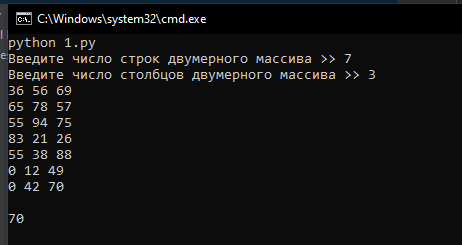 C:\Windows\system32\cmd.exe
python 1.py
Введите число строк двумерного массива >> 7
Введите число столбцов двумерного массива >> 3
36 56 69
65 78 57
55 94 75
83 21 26
55 38 88
0 12 49
0 42 70
70